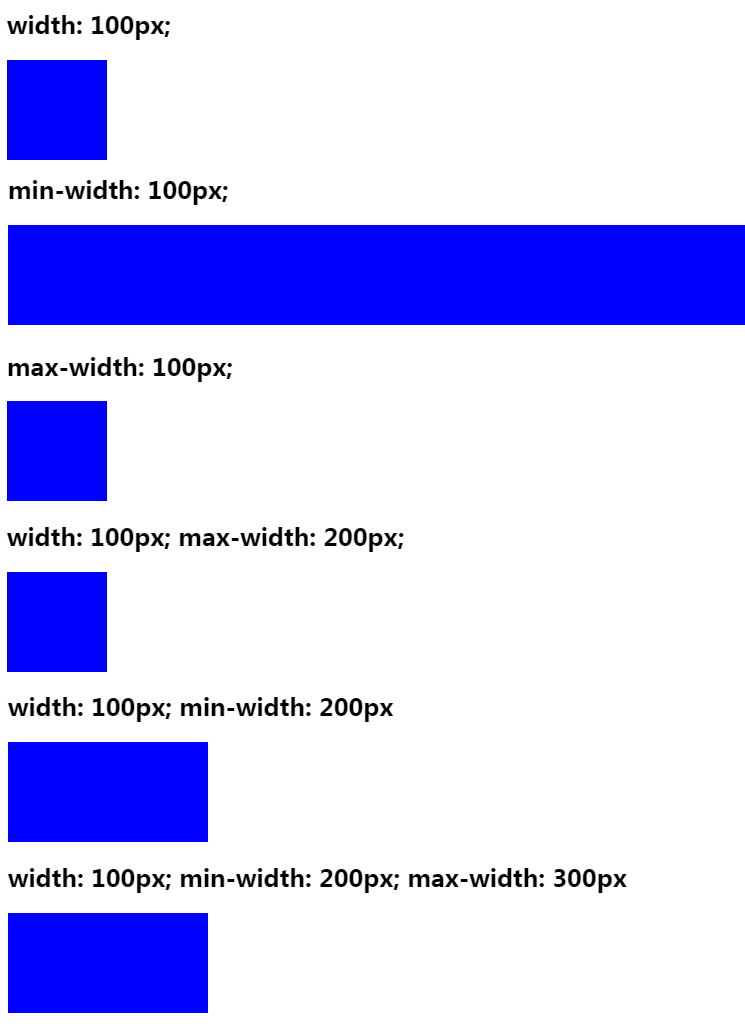 width: 100px;
min-width: 100px;
max-width: 100px;
width: 100px; max-width: 200px;
width: 100px; min-width: 200px
width: 100px; min-width: 200px; max-width: 300px